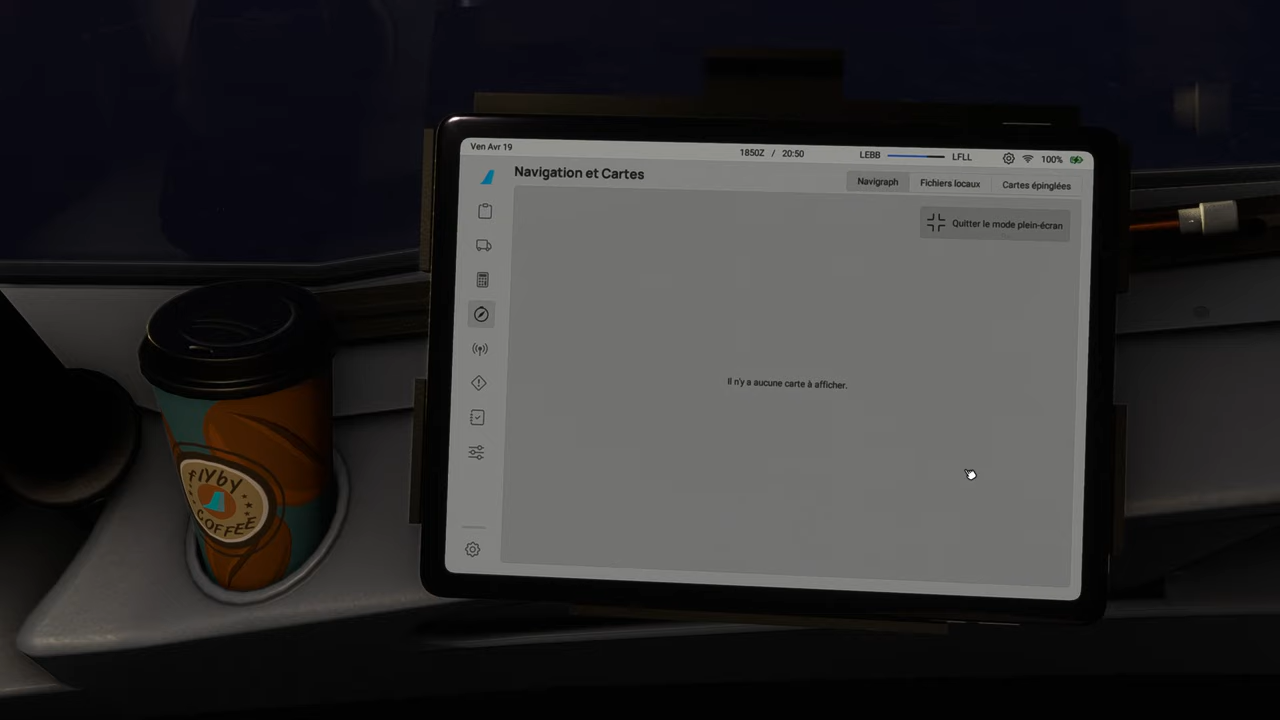 Ven Avr 19
1850Z / 20:50
LEBB LFLL
100%
Navigation et Cartes
Navigraph
Fichiers locaux
Cartes épinglées
Quitter le mode plein-écran
Il n'y a aucune carte à afficher.
flyby
COFFEE